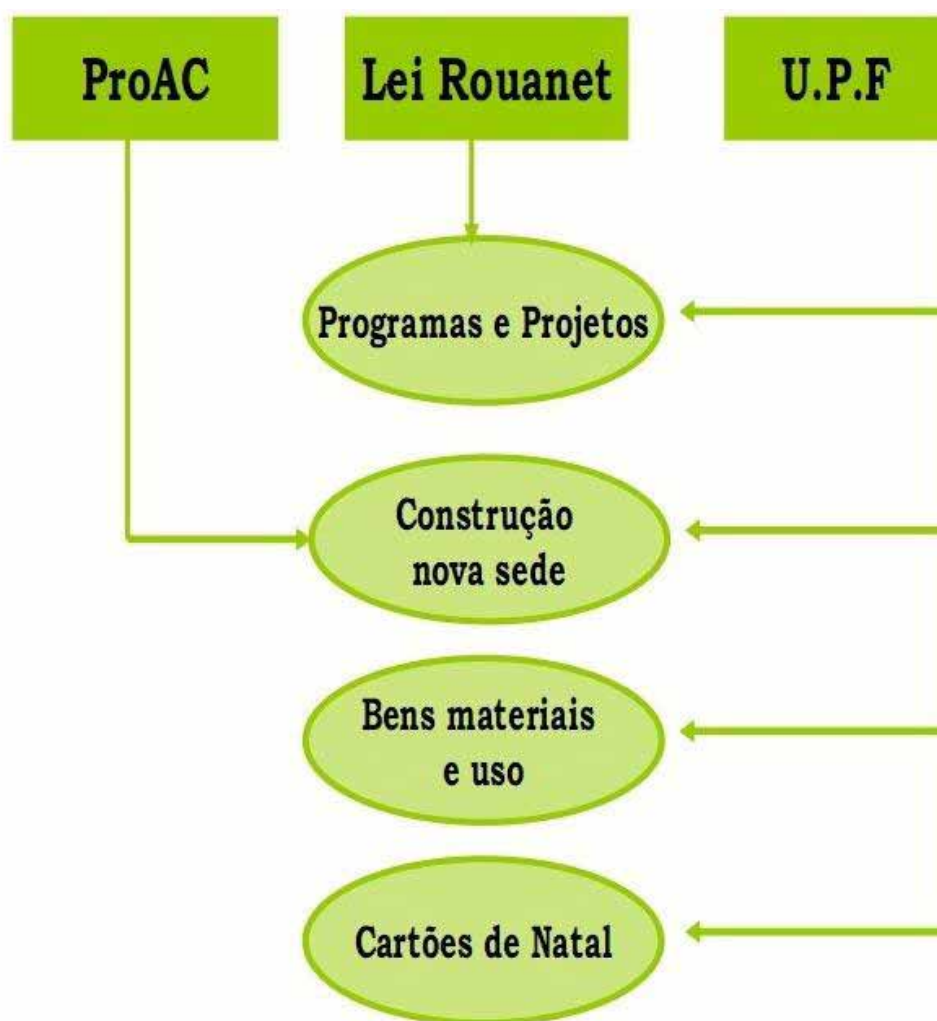 ProAC
Lei Rouanet
U.P.F
Programas e Projetos
Construção
nova sede
Bens materiais
e uso
Cartões de Natal